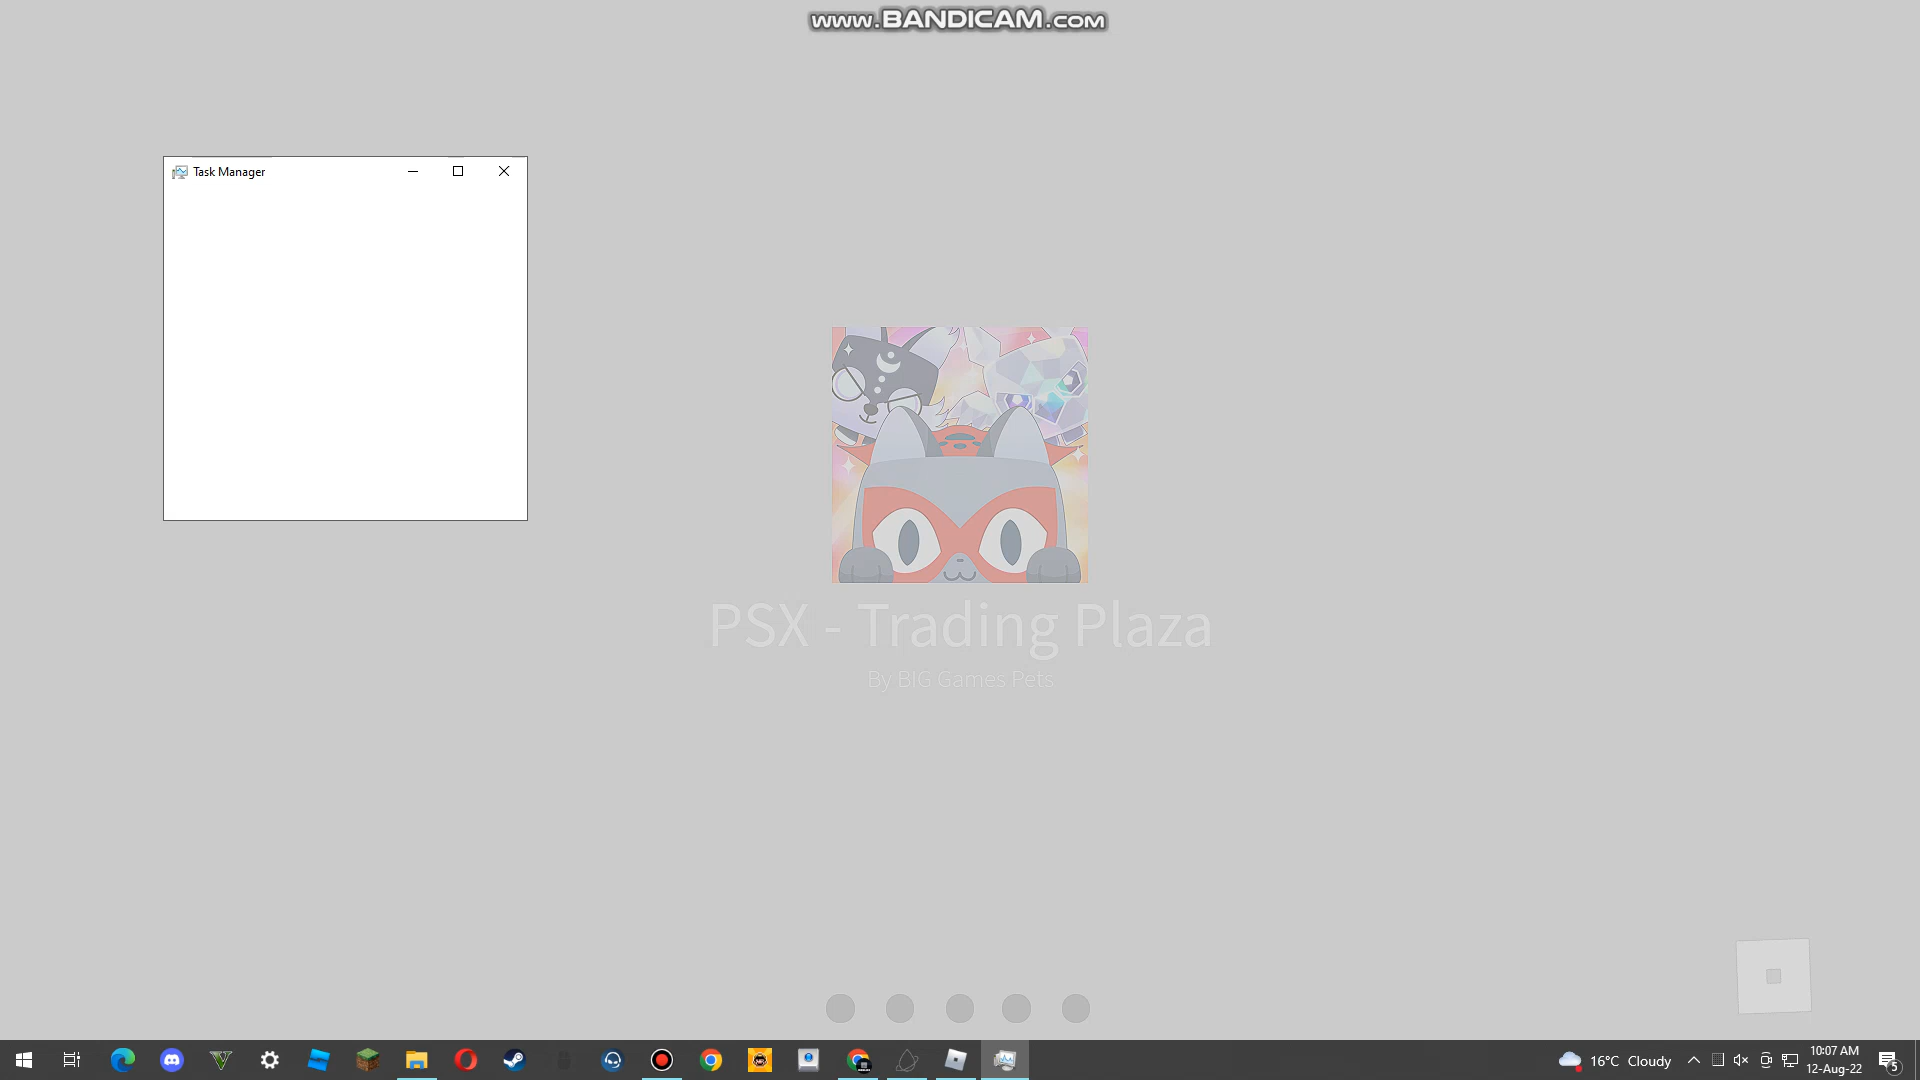 www.BANDICAM.com
Task Manager
PSX - Trading Plaza
By BIG Games Pets
16°C Cloudy
10:07 AM
12-Aug-22
5